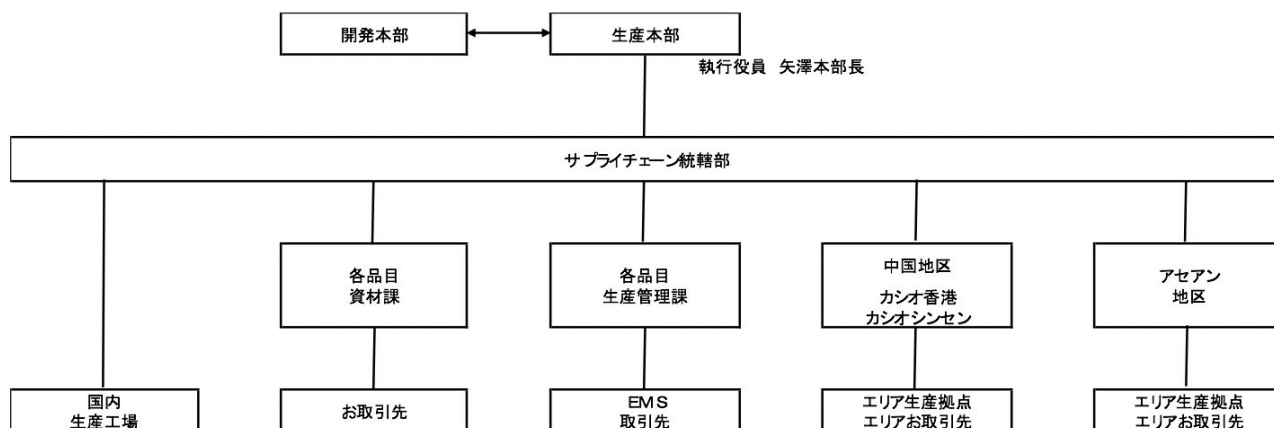 開発本部
生産本部
執行役員 矢澤本部長
サプライチェーン統轄部
各品目
資材課
各品目
生産管理課
中国地区
カシオ香港
カシオシンセン
アセアン
地区
国内
生産工場
お取引先
EMS
取引先
エリア生産拠点
エリアお取引先
エリア生産拠点
エリアお取引先